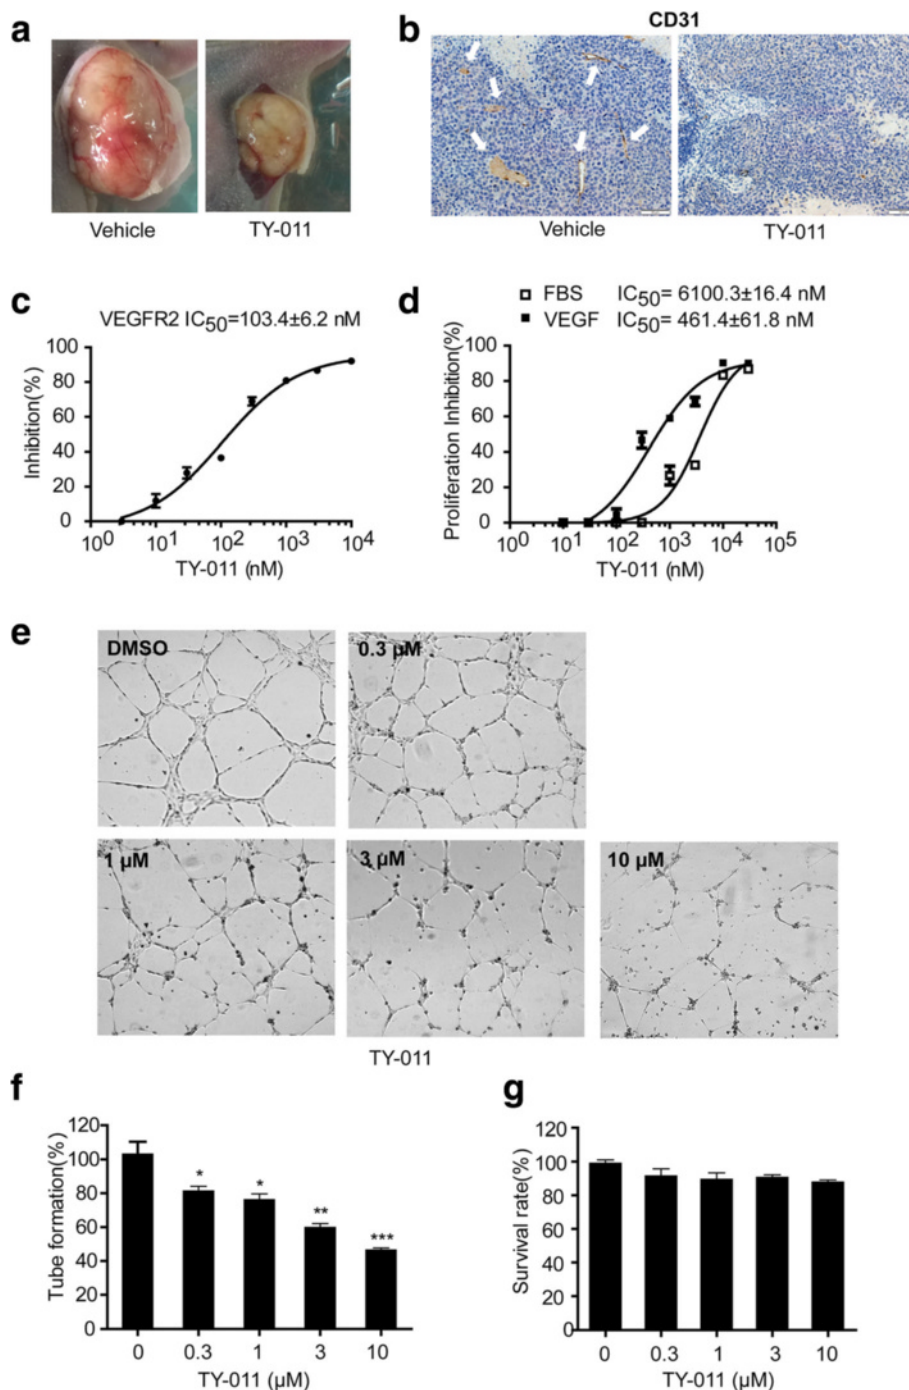 a
Vehicle
TY-011
b
CD31
Vehicle
TY-011
c
VEGFR2 IC50=103.4±6.2 nM
Inhibition(%)
100
80
60
40
20
0
10^0 10^1 10^2 10^3 10^4
TY-011 (nM)
d
FBS IC50= 6100.3±16.4 nM
VEGF IC50= 461.4±61.8 nM
Proliferation Inhibition(%)
100
80
60
40
20
0
10^0 10^1 10^2 10^3 10^4 10^5
TY-011 (nM)
e
DMSO
0.3 µM
1 µM
3 µM
10 µM
TY-011
f
Tube formation(%)
120
100
80
60
40
20
0
*
*
**
***
0 0.3 1 3 10
TY-011 (µM)
g
Survival rate(%)
120
100
80
60
40
20
0
0 0.3 1 3 10
TY-011 (µM)